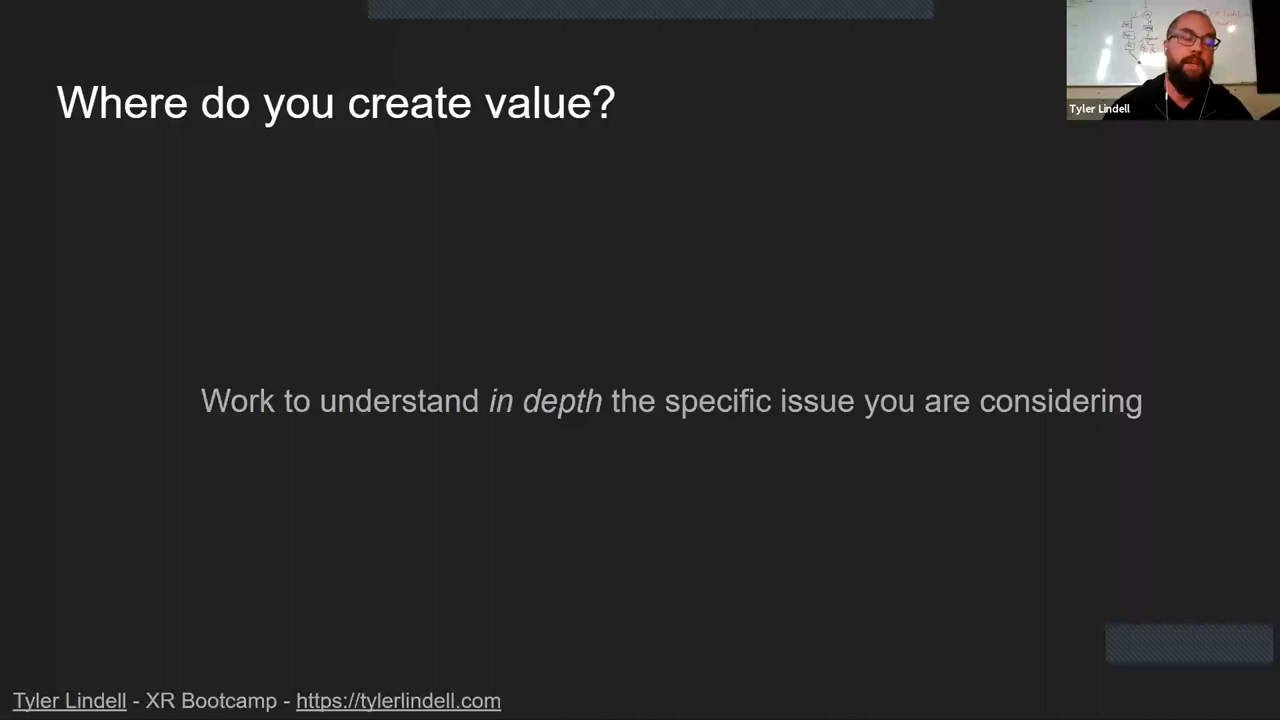 Where do you create value?
Tyler Lindell
Work to understand in depth the specific issue you are considering
Tyler Lindell - XR Bootcamp - https://tylerlindell.com